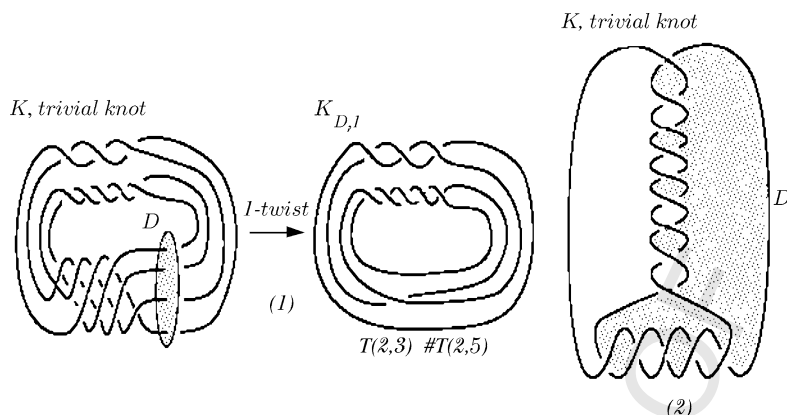 K, trivial knot
K, trivial knot
K_{D,1}
D
1-twist
D
(1)
T(2,3) #T(2,5)
(2)